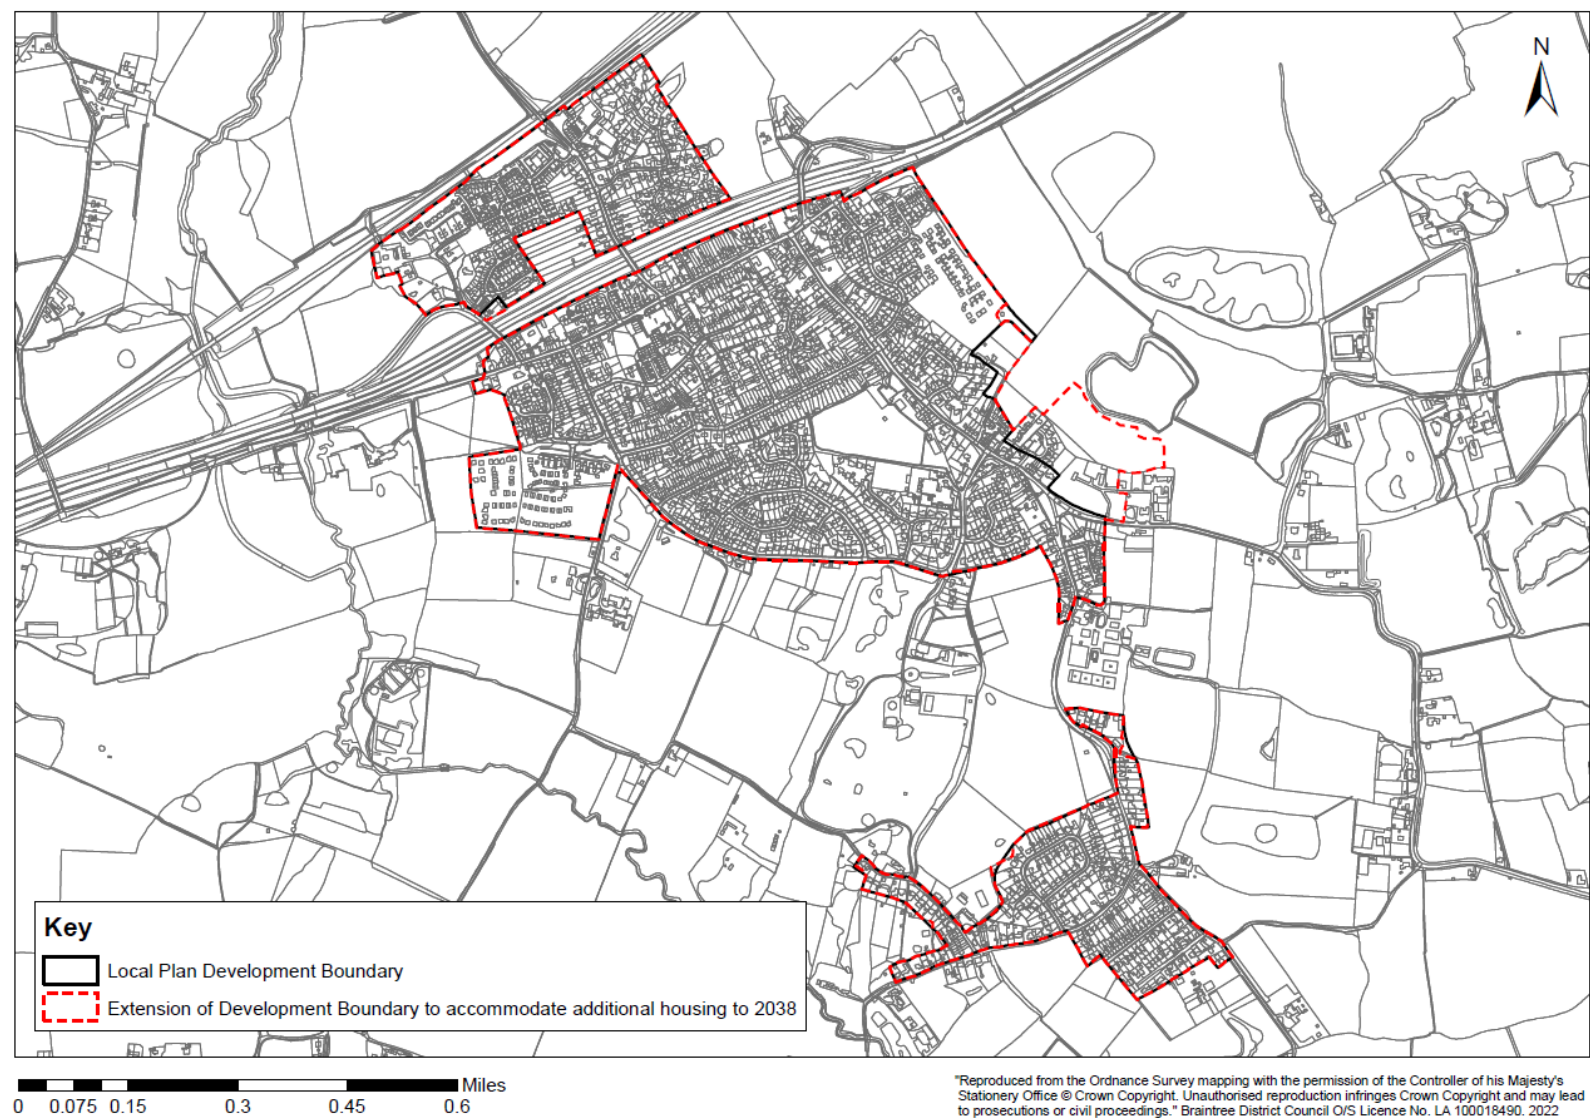 N
Key
Local Plan Development Boundary
Extension of Development Boundary to accommodate additional housing to 2038
Miles
0 0.075 0.15 0.3 0.45 0.6
"Reproduced from the Ordnance Survey mapping with the permission of the Controller of his Majesty's
Stationery Office © Crown Copyright. Unauthorised reproduction infringes Crown Copyright and may lead
to prosecutions or civil proceedings." Braintree District Council O/S Licence No. LA 100018490. 2022